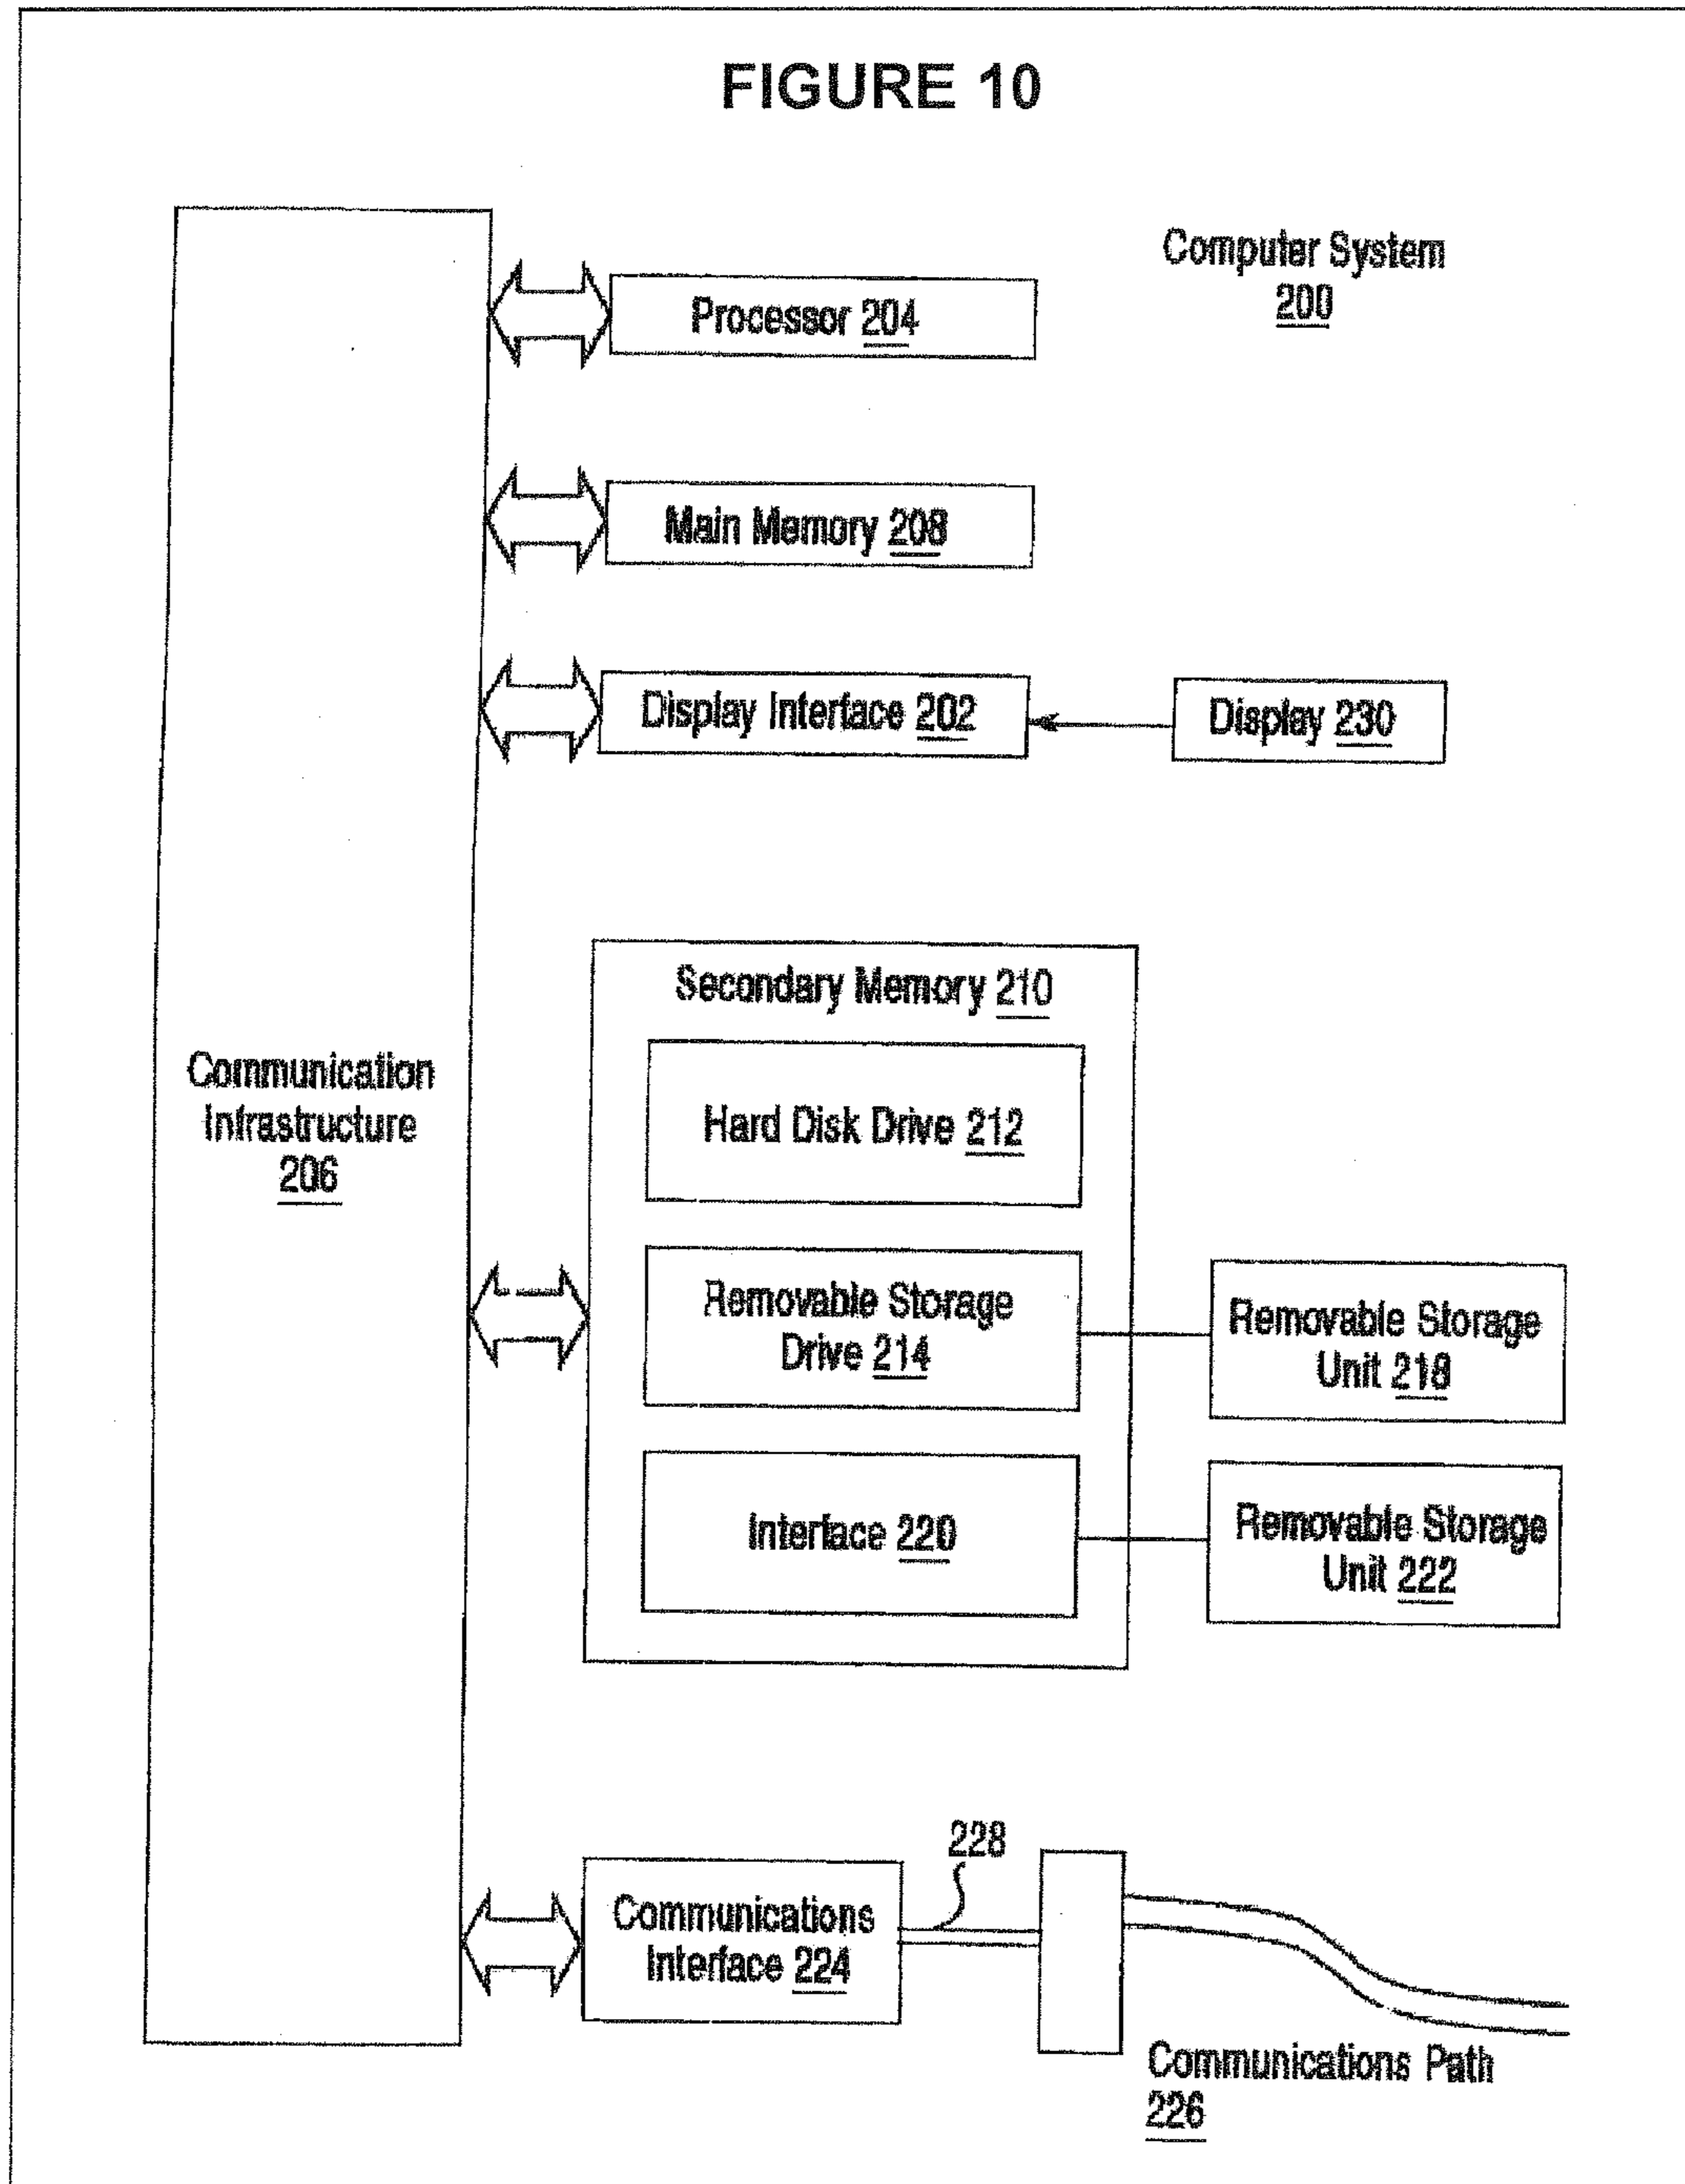 FIGURE 10
Computer System
200
Processor 204
Main Memory 208
Display Interface 202
Display 230
Secondary Memory 210
Hard Disk Drive 212
Communication
Infrastructure
206
Removable Storage
Drive 214
Removable Storage
Unit 218
Interface 220
Removable Storage
Unit 222
228
Communications
Interface 224
Communications Path
226